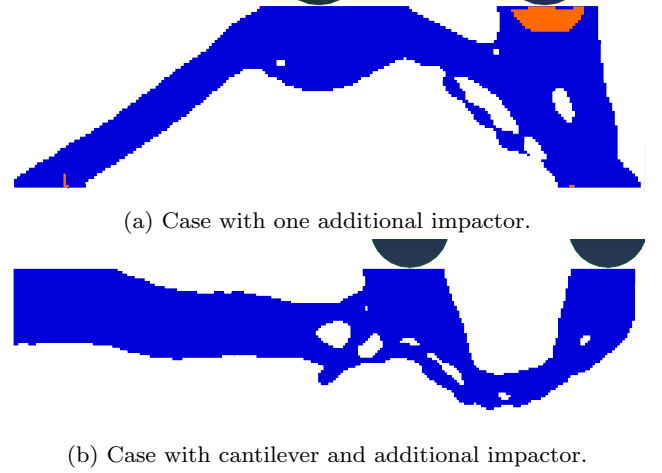 (a) Case with one additional impactor.
(b) Case with cantilever and additional impactor.